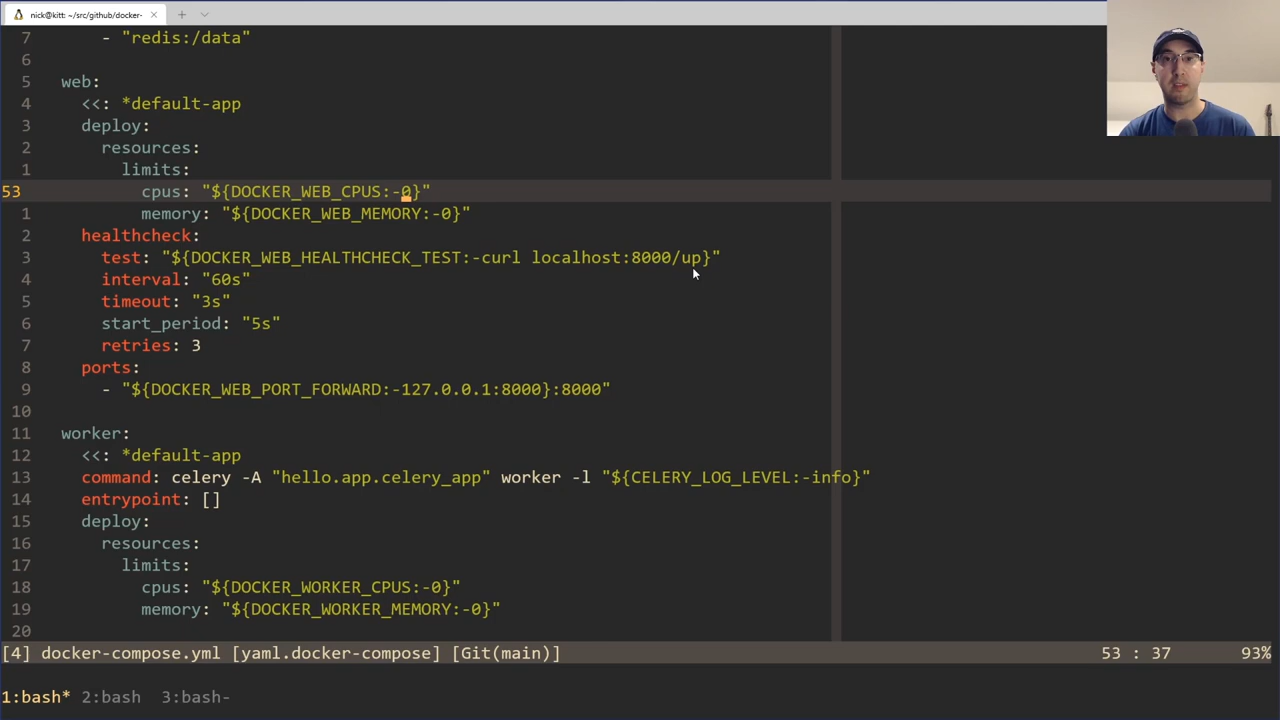 nick@kitt: ~/src/github/docker-
7 - "redis:/data"
6
5 web:
4 <<: *default-app
3 deploy:
2 resources:
1 limits:
53 cpus: "${DOCKER_WEB_CPUS:-0}"
1 memory: "${DOCKER_WEB_MEMORY:-0}"
2 healthcheck:
3 test: "${DOCKER_WEB_HEALTHCHECK_TEST:-curl localhost:8000/up}"
4 interval: "60s"
5 timeout: "3s"
6 start_period: "5s"
7 retries: 3
8 ports:
9 - "${DOCKER_WEB_PORT_FORWARD:-127.0.0.1:8000}:8000"
10
11 worker:
12 <<: *default-app
13 command: celery -A "hello.app.celery_app" worker -l "${CELERY_LOG_LEVEL:-info}"
14 entrypoint: []
15 deploy:
16 resources:
17 limits:
18 cpus: "${DOCKER_WORKER_CPUS:-0}"
19 memory: "${DOCKER_WORKER_MEMORY:-0}"
20
[4] docker-compose.yml [yaml.docker-compose] [Git(main)] 53 : 37 93%
1:bash* 2:bash 3:bash-